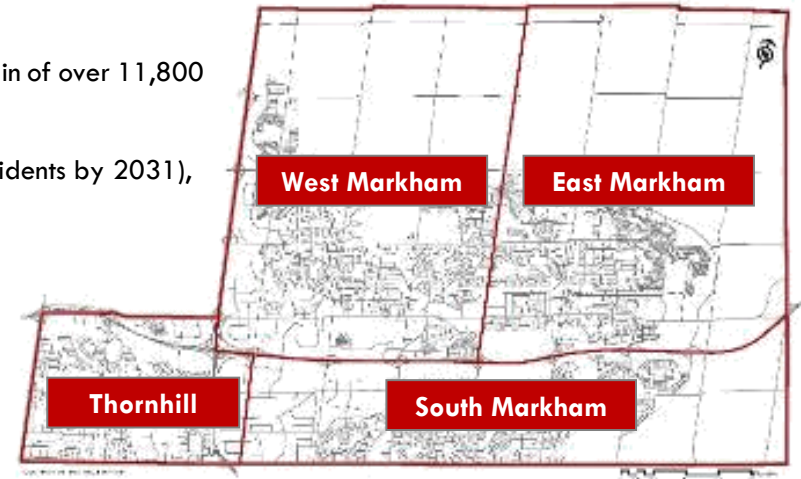 in of over 11,800
idents by 2031),
West Markham
East Markham
Thornhill
South Markham